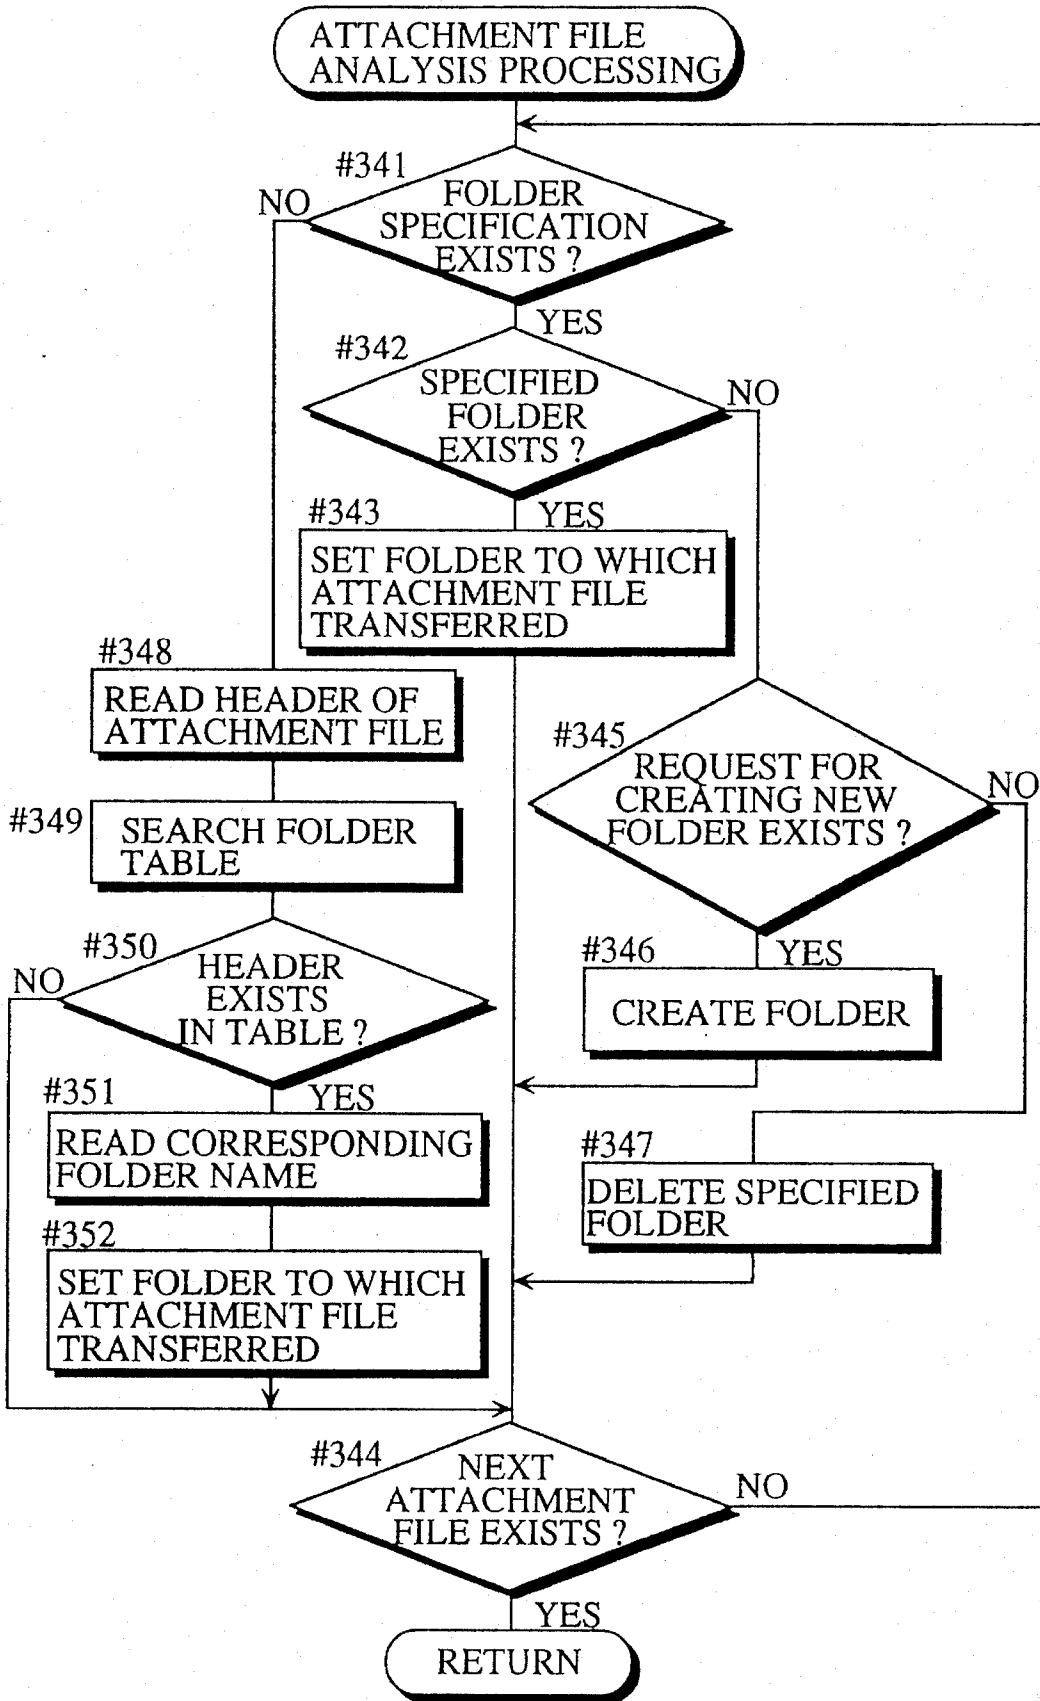 ATTACHMENT FILE
ANALYSIS PROCESSING
#341
NO
FOLDER
SPECIFICATION
EXISTS ?
YES
#342
SPECIFIED
FOLDER
EXISTS ?
NO
#343
YES
SET FOLDER TO WHICH
ATTACHMENT FILE
TRANSFERRED
#348
READ HEADER OF
ATTACHMENT FILE
#345
REQUEST FOR
CREATING NEW
FOLDER EXISTS ?
NO
#349
SEARCH FOLDER
TABLE
#350
NO
HEADER
EXISTS
IN TABLE ?
YES
#346
YES
CREATE FOLDER
#351
READ CORRESPONDING
FOLDER NAME
#347
DELETE SPECIFIED
FOLDER
#352
SET FOLDER TO WHICH
ATTACHMENT FILE
TRANSFERRED
#344
NEXT
ATTACHMENT
FILE EXISTS ?
NO
YES
RETURN